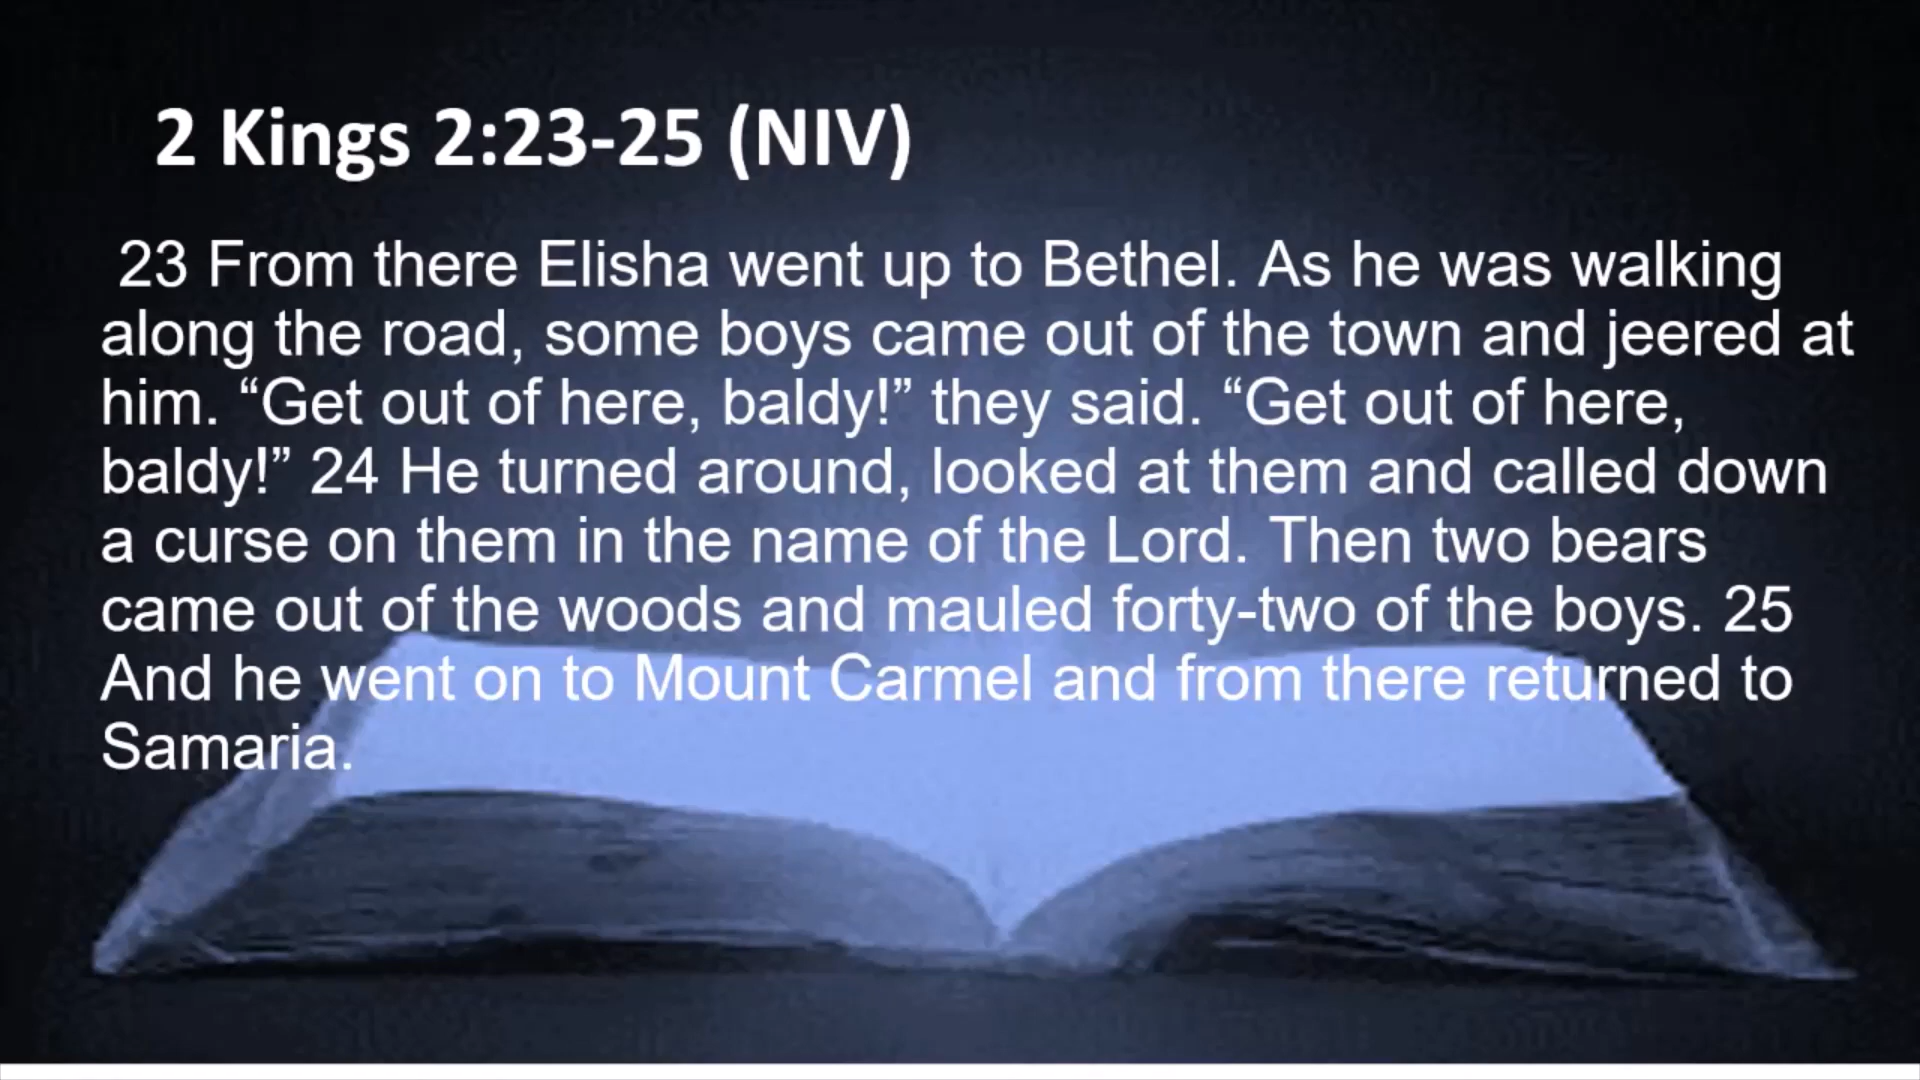 2 Kings 2:23-25 (NIV)
23 From there Elisha went up to Bethel. As he was walking
along the road, some boys came out of the town and jeered at
him. “Get out of here, baldy!” they said. “Get out of here,
baldy!” 24 He turned around, looked at them and called down
a curse on them in the name of the Lord. Then two bears
came out of the woods and mauled forty-two of the boys. 25
And he went on to Mount Carmel and from there returned to
Samaria.